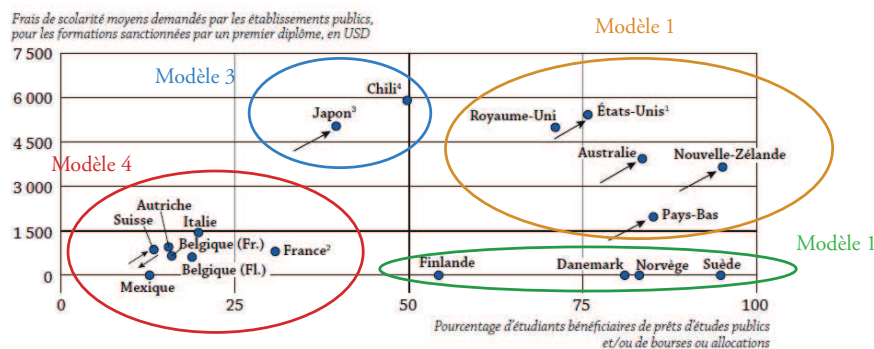 Frais de scolarité moyens demandés par les établissements publics,
pour les formations sanctionnées par un premier diplôme, en USD
Modèle 1
7 500
Modèle 3
Chili⁴
6 000
Japon³
Royaume-Uni
États-Unis¹
4 500
Australie
Nouvelle-Zélande
Modèle 4
3 000
Autriche
Suisse
Italie
Pays-Bas
1 500
Belgique (Fr.)
France²
Modèle 1
Belgique (Fl.)
Finlande
Danemark
Norvège
Suède
0
Mexique
0
25
50
75
100
Pourcentage d'étudiants bénéficiaires de prêts d'études publics
et/ou de bourses ou allocations